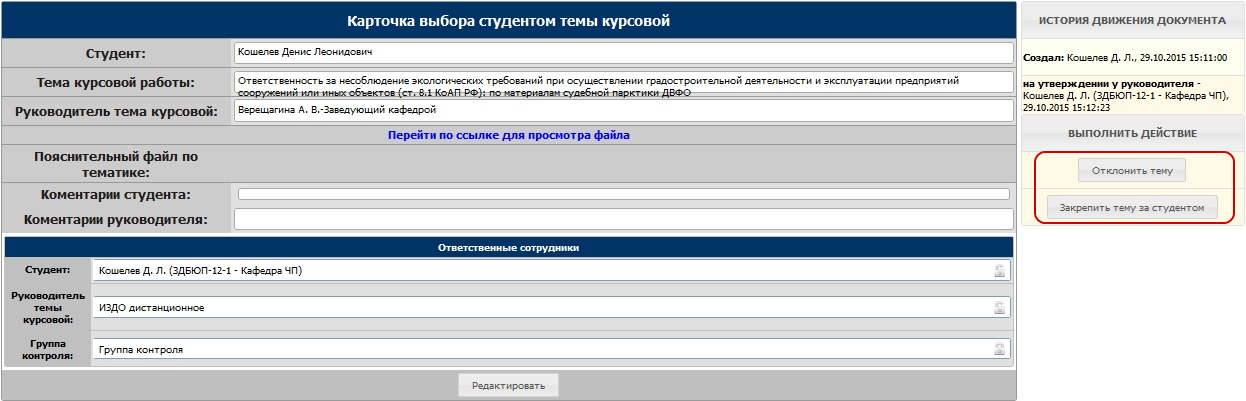 Карточка выбора студентом темы курсовой
Студент:
Кошелев Денис Леонидович
Тема курсовой работы:
Ответственность за несоблюдение экологических требований при осуществлении градостроительной деятельности и эксплуатации предприятий
сооружений или иных объектов (ст. 8.1 КоАП РФ): по материалам судебной парктики ДВФО
Руководитель тема курсовой:
Верещагина А. В.-Заведующий кафедрой
Перейти по ссылке для просмотра файла
Пояснительный файл по
тематике:
Коментарии студента:
Коментарии руководителя:
Ответственные сотрудники
Студент:
Кошелев Д. Л. (ЗДБЮП-12-1 - Кафедра ЧП)
Руководитель
темы
курсовой:
ИЗДО дистанционное
Группа
контроля:
Группа контроля
Редактировать
ИСТОРИЯ ДВИЖЕНИЯ ДОКУМЕНТА
Создал: Кошелев Д. Л., 29.10.2015 15:11:00
на утверждении у руководителя -
Кошелев Д. Л. (ЗДБЮП-12-1 - Кафедра ЧП),
29.10.2015 15:12:23
ВЫПОЛНИТЬ ДЕЙСТВИЕ
Отклонить тему
Закрепить тему за студентом